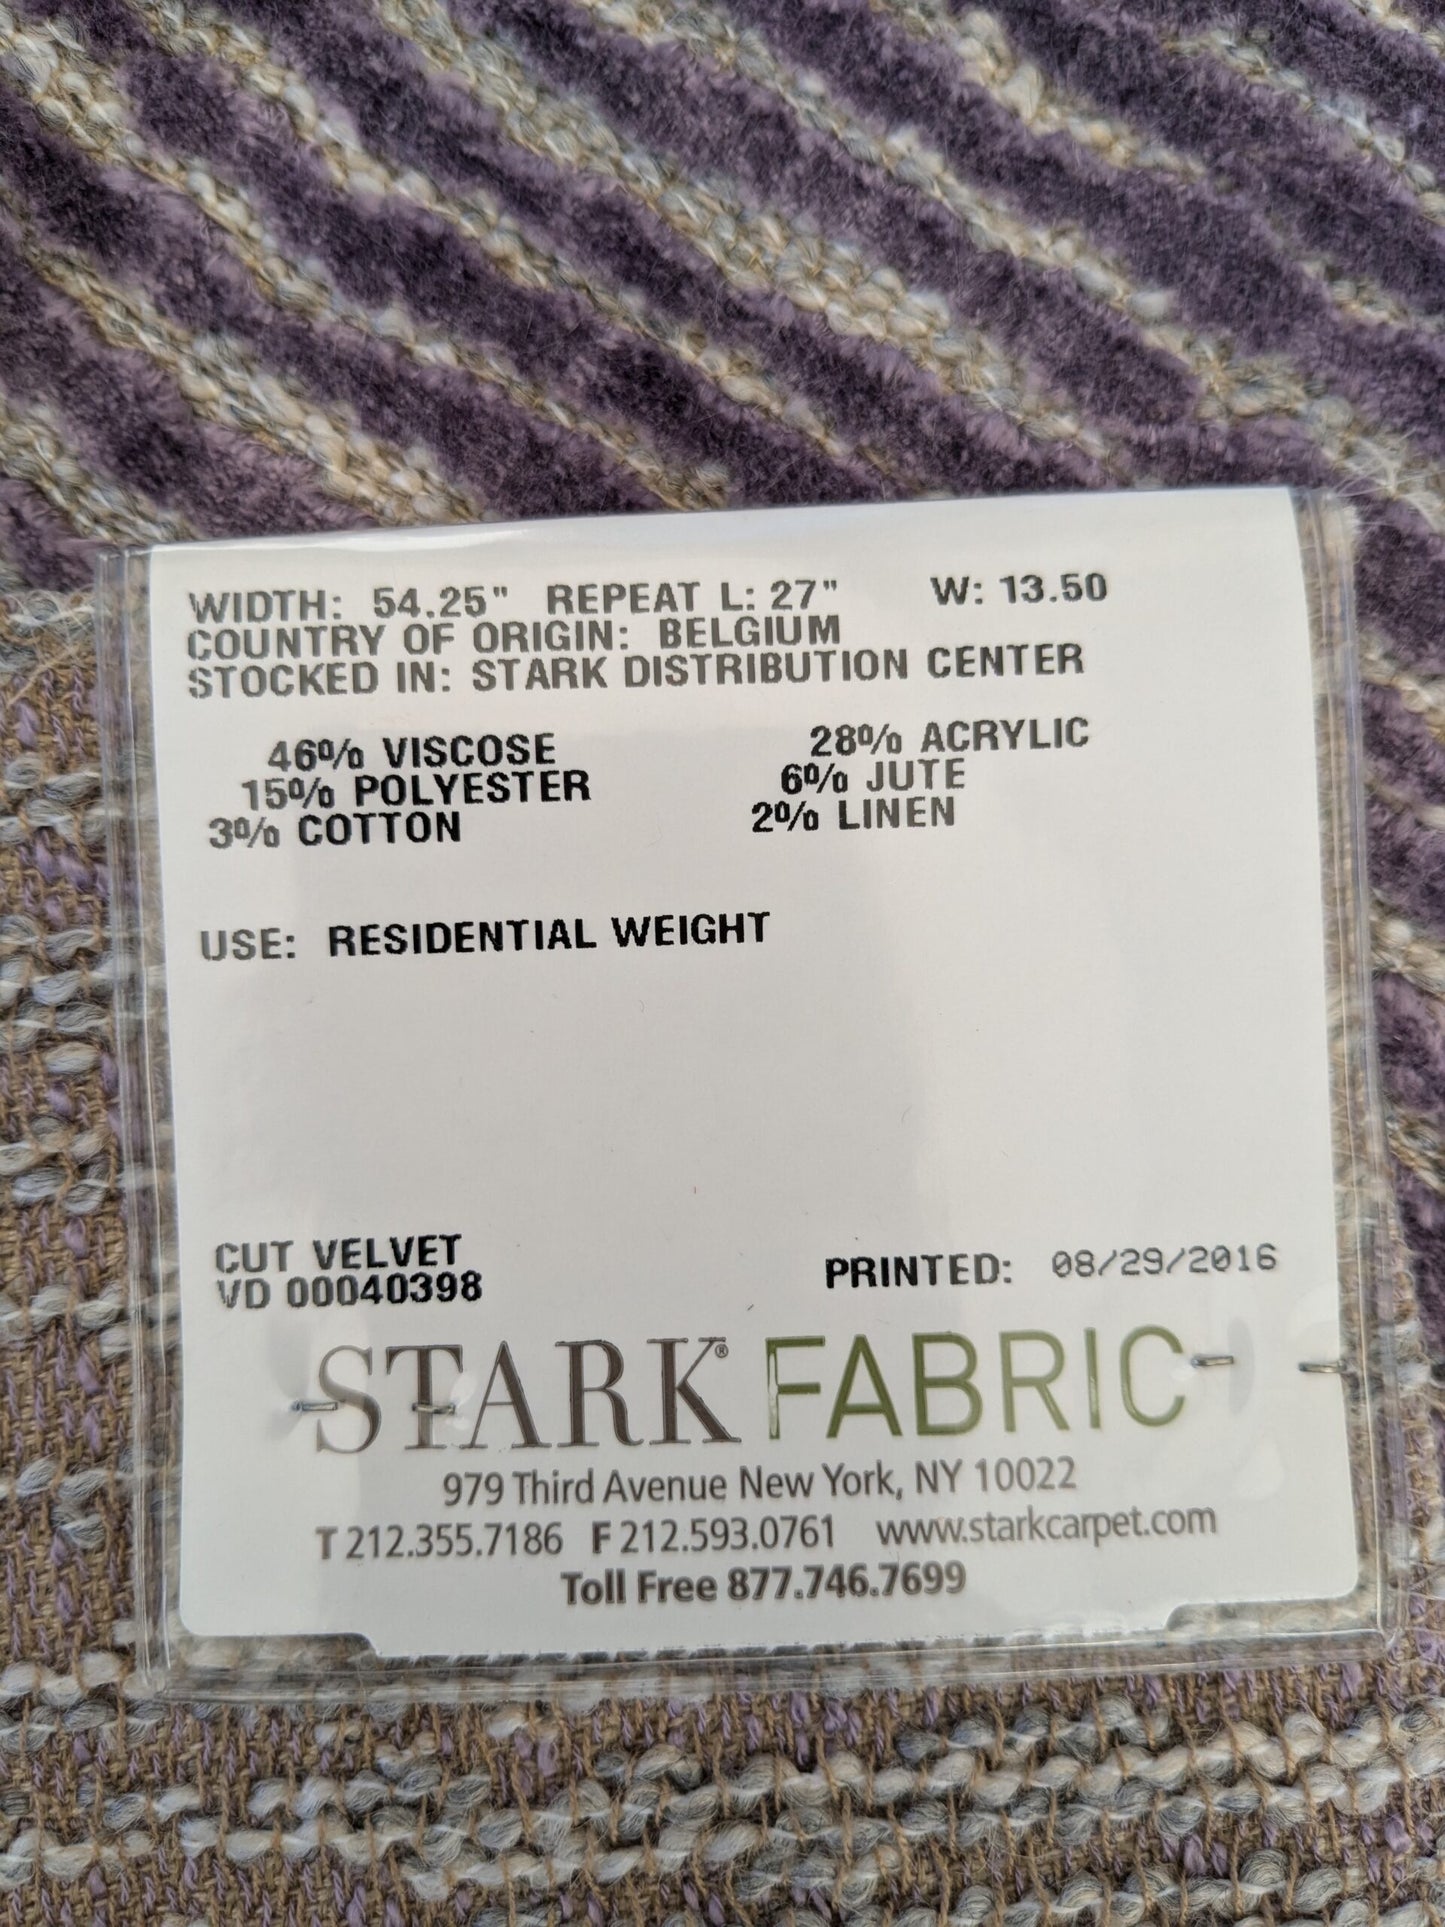 WIDTH: 54.25" REPEAT L: 27" W: 13.50
COUNTRY OF ORIGIN: BELGIUM
STOCKED IN: STARK DISTRIBUTION CENTER
46% VISCOSE 28% ACRYLIC
15% POLYESTER 6% JUTE
3% COTTON 2% LINEN
USE: RESIDENTIAL WEIGHT
CUT VELVET
VD 00040398 PRINTED: 08/29/2016
STARK® FABRIC
979 Third Avenue New York, NY 10022
T 212.355.7186 F 212.593.0761 www.starkcarpet.com
Toll Free 877.746.7699